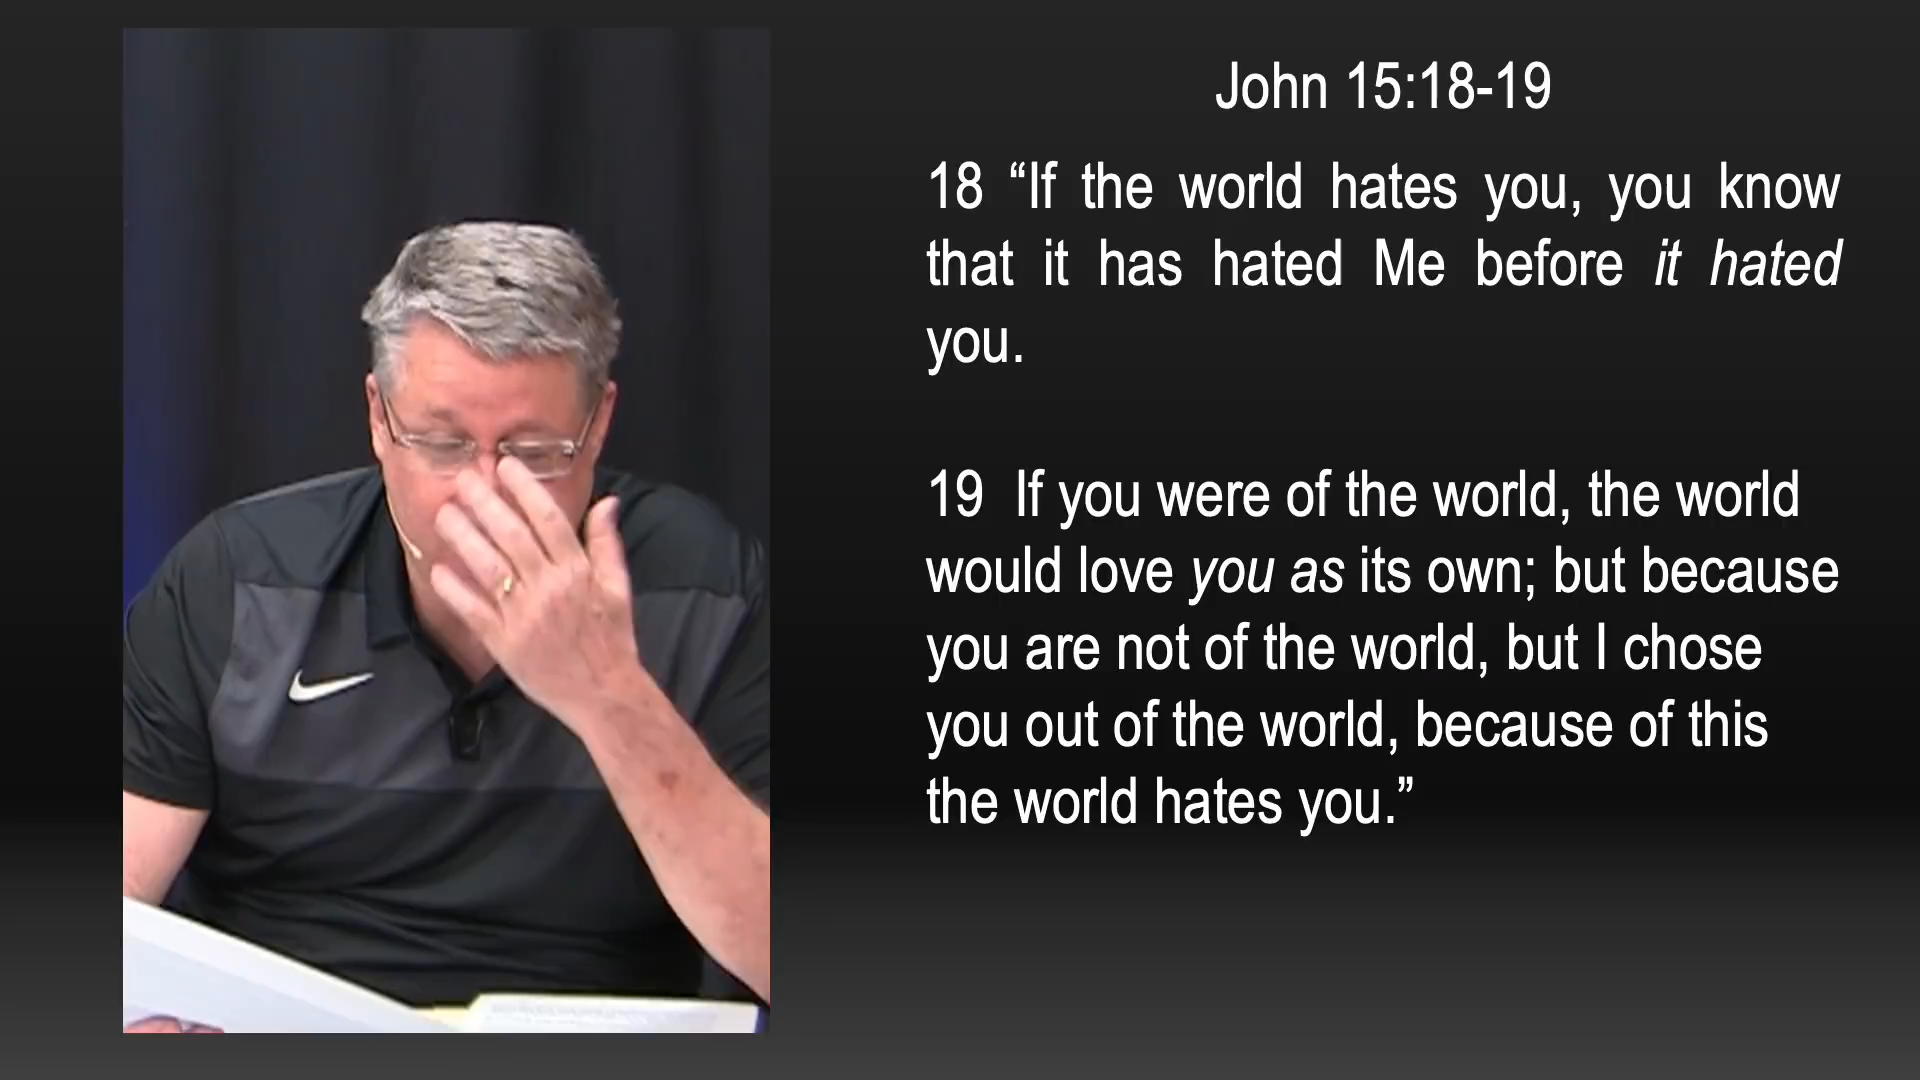 John 15:18-19
18 “If the world hates you, you know
that it has hated Me before it hated
you.
19 If you were of the world, the world
would love you as its own; but because
you are not of the world, but I chose
you out of the world, because of this
the world hates you.”